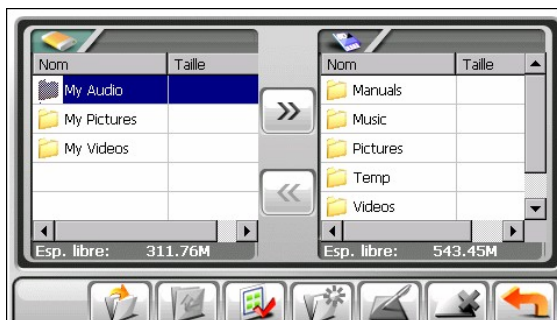 Nom Taille
My Audio
My Pictures
My Videos
Esp. libre: 311.76M
Nom Taille
Manuals
Music
Pictures
Temp
Videos
Esp. libre: 543.45M